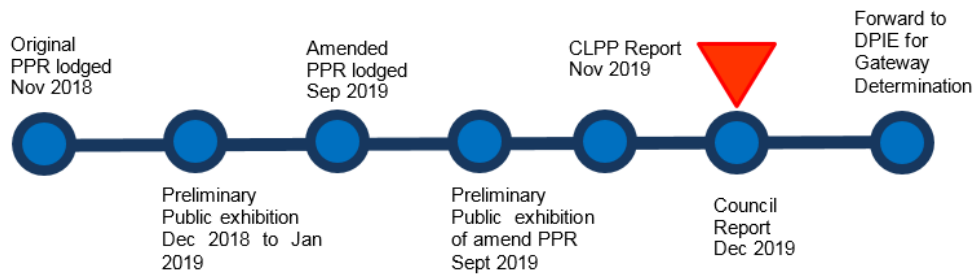 Original
PPR lodged
Nov 2018
Preliminary
Public exhibition
Dec 2018 to Jan
2019
Amended
PPR lodged
Sep 2019
Preliminary
Public exhibition
of amend PPR
Sept 2019
CLPP Report
Nov 2019
Council
Report
Dec 2019
Forward to
DPIE for
Gateway
Determination